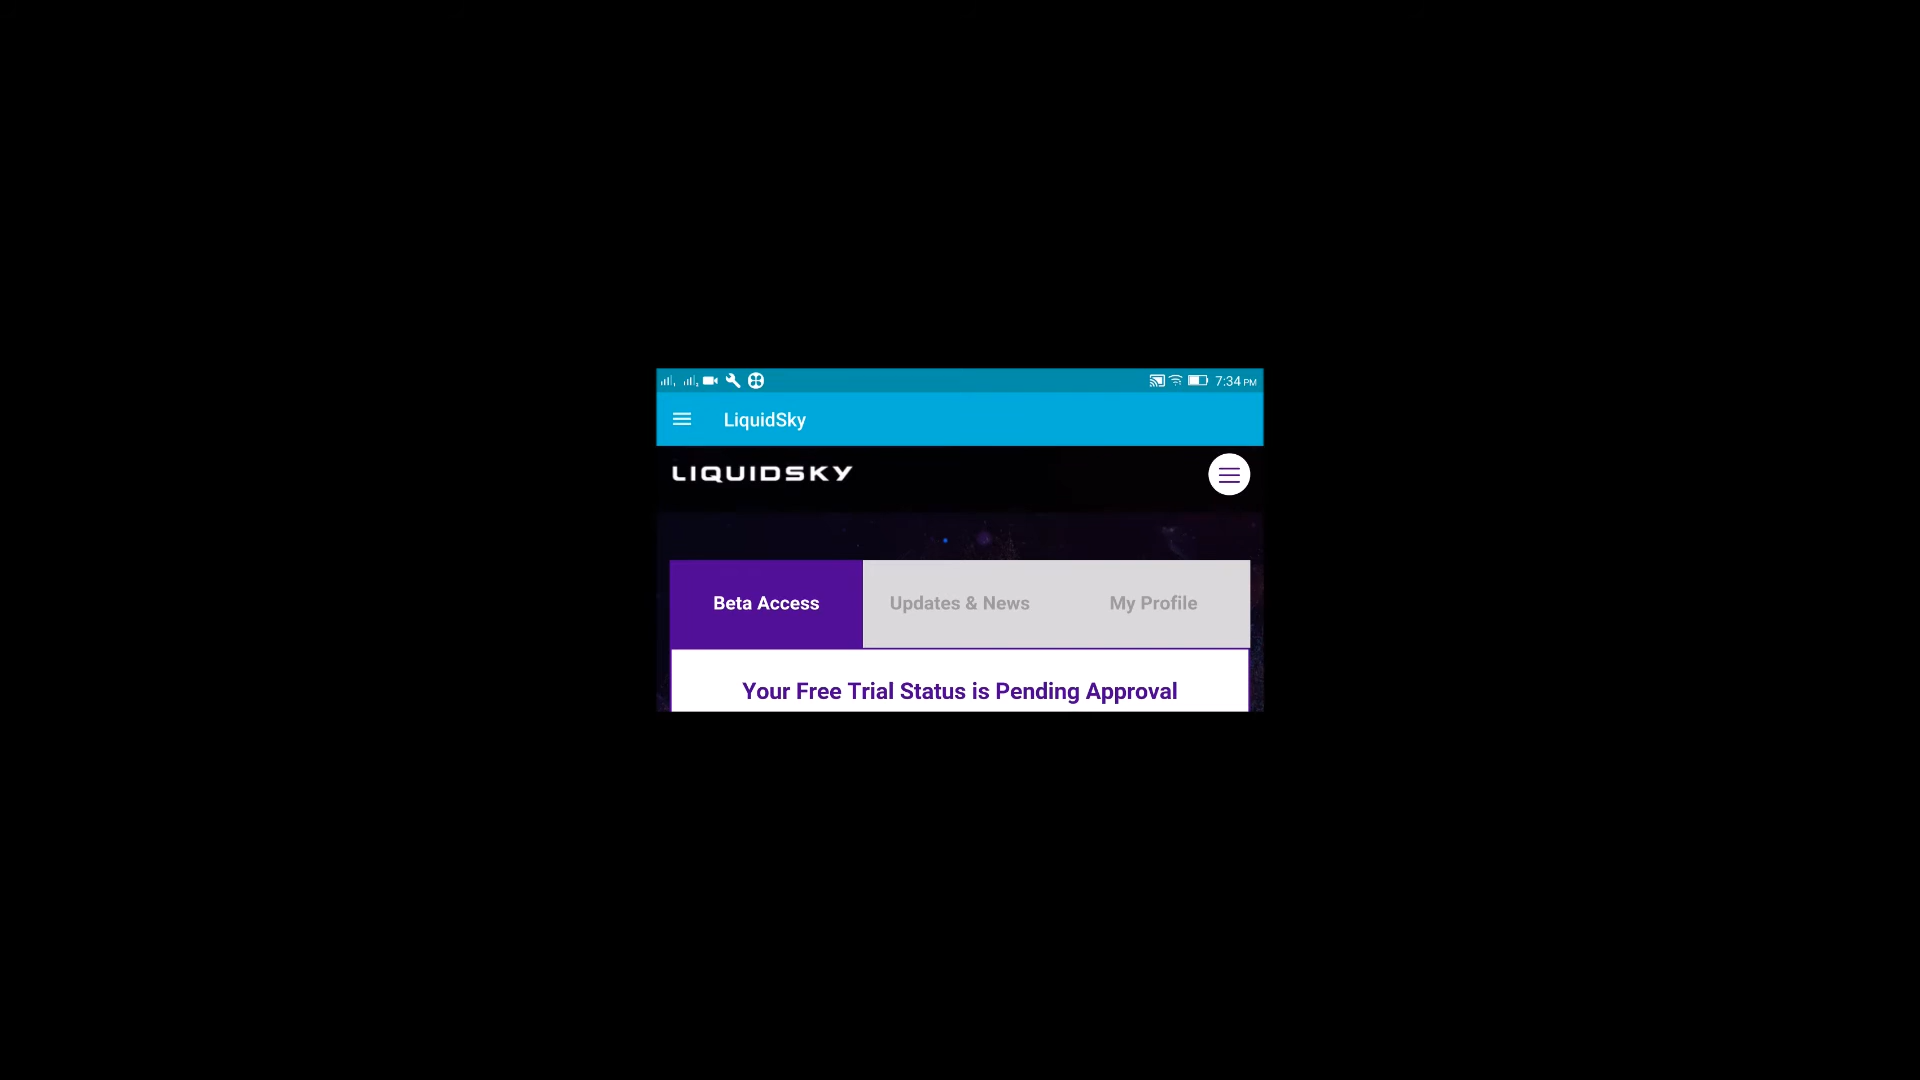 7:34 PM
LiquidSky
LIQUIDSKY
Beta Access
Updates & News
My Profile
Your Free Trial Status is Pending Approval